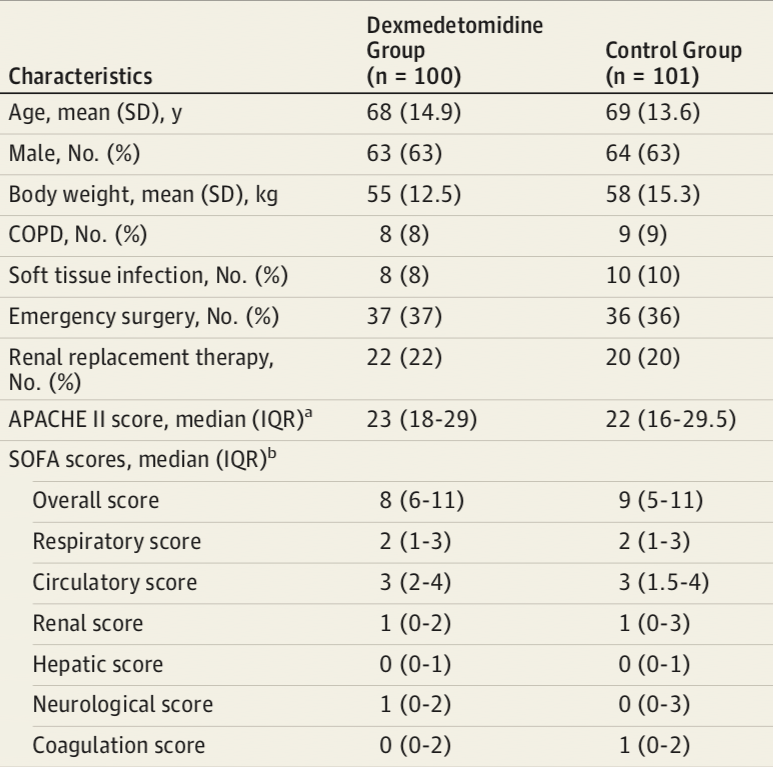 Characteristics Dexmedetomidine Group (n = 100) Control Group (n = 101)
Age, mean (SD), y 68 (14.9) 69 (13.6)
Male, No. (%) 63 (63) 64 (63)
Body weight, mean (SD), kg 55 (12.5) 58 (15.3)
COPD, No. (%) 8 (8) 9 (9)
Soft tissue infection, No. (%) 8 (8) 10 (10)
Emergency surgery, No. (%) 37 (37) 36 (36)
Renal replacement therapy, No. (%) 22 (22) 20 (20)
APACHE II score, median (IQR)ᵃ 23 (18-29) 22 (16-29.5)
SOFA scores, median (IQR)ᵇ
Overall score 8 (6-11) 9 (5-11)
Respiratory score 2 (1-3) 2 (1-3)
Circulatory score 3 (2-4) 3 (1.5-4)
Renal score 1 (0-2) 1 (0-3)
Hepatic score 0 (0-1) 0 (0-1)
Neurological score 1 (0-2) 0 (0-3)
Coagulation score 0 (0-2) 1 (0-2)